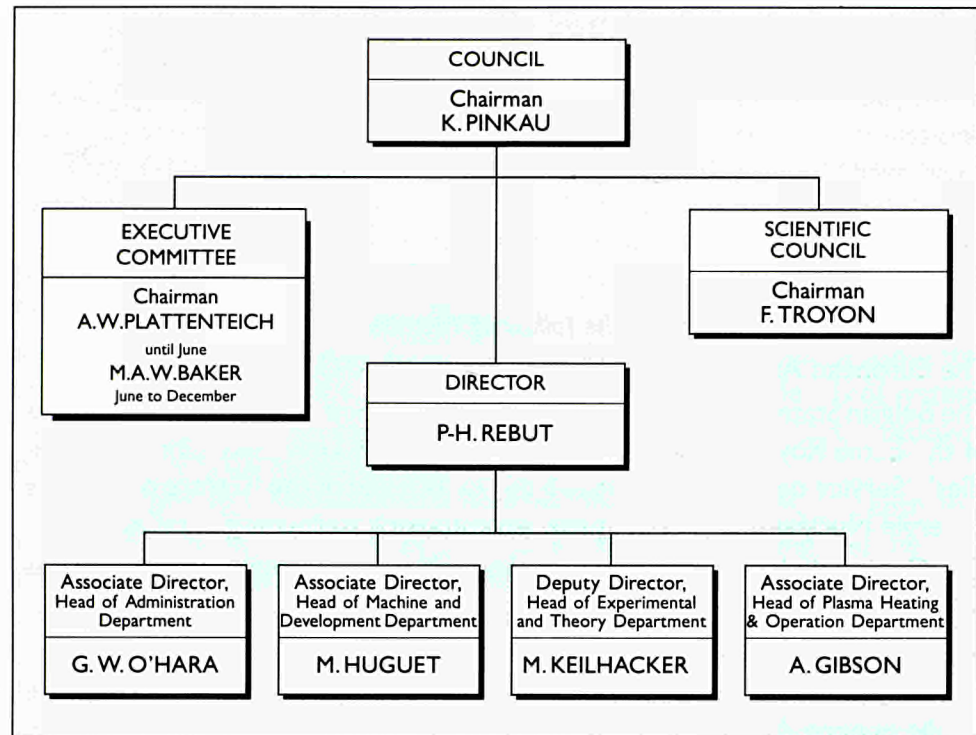 COUNCIL
Chairman
K. PINKAU
EXECUTIVE
COMMITTEE
Chairman
A.W.PLATTENTEICH
until June
M.A.W.BAKER
June to December
SCIENTIFIC
COUNCIL
Chairman
F. TROYON
DIRECTOR
P-H. REBUT
Associate Director,
Head of Administration
Department
G. W. O'HARA
Associate Director,
Head of Machine and
Development Department
M. HUGUET
Deputy Director,
Head of Experimental
and Theory Department
M. KEILHACKER
Associate Director,
Head of Plasma Heating
& Operation Department
A. GIBSON